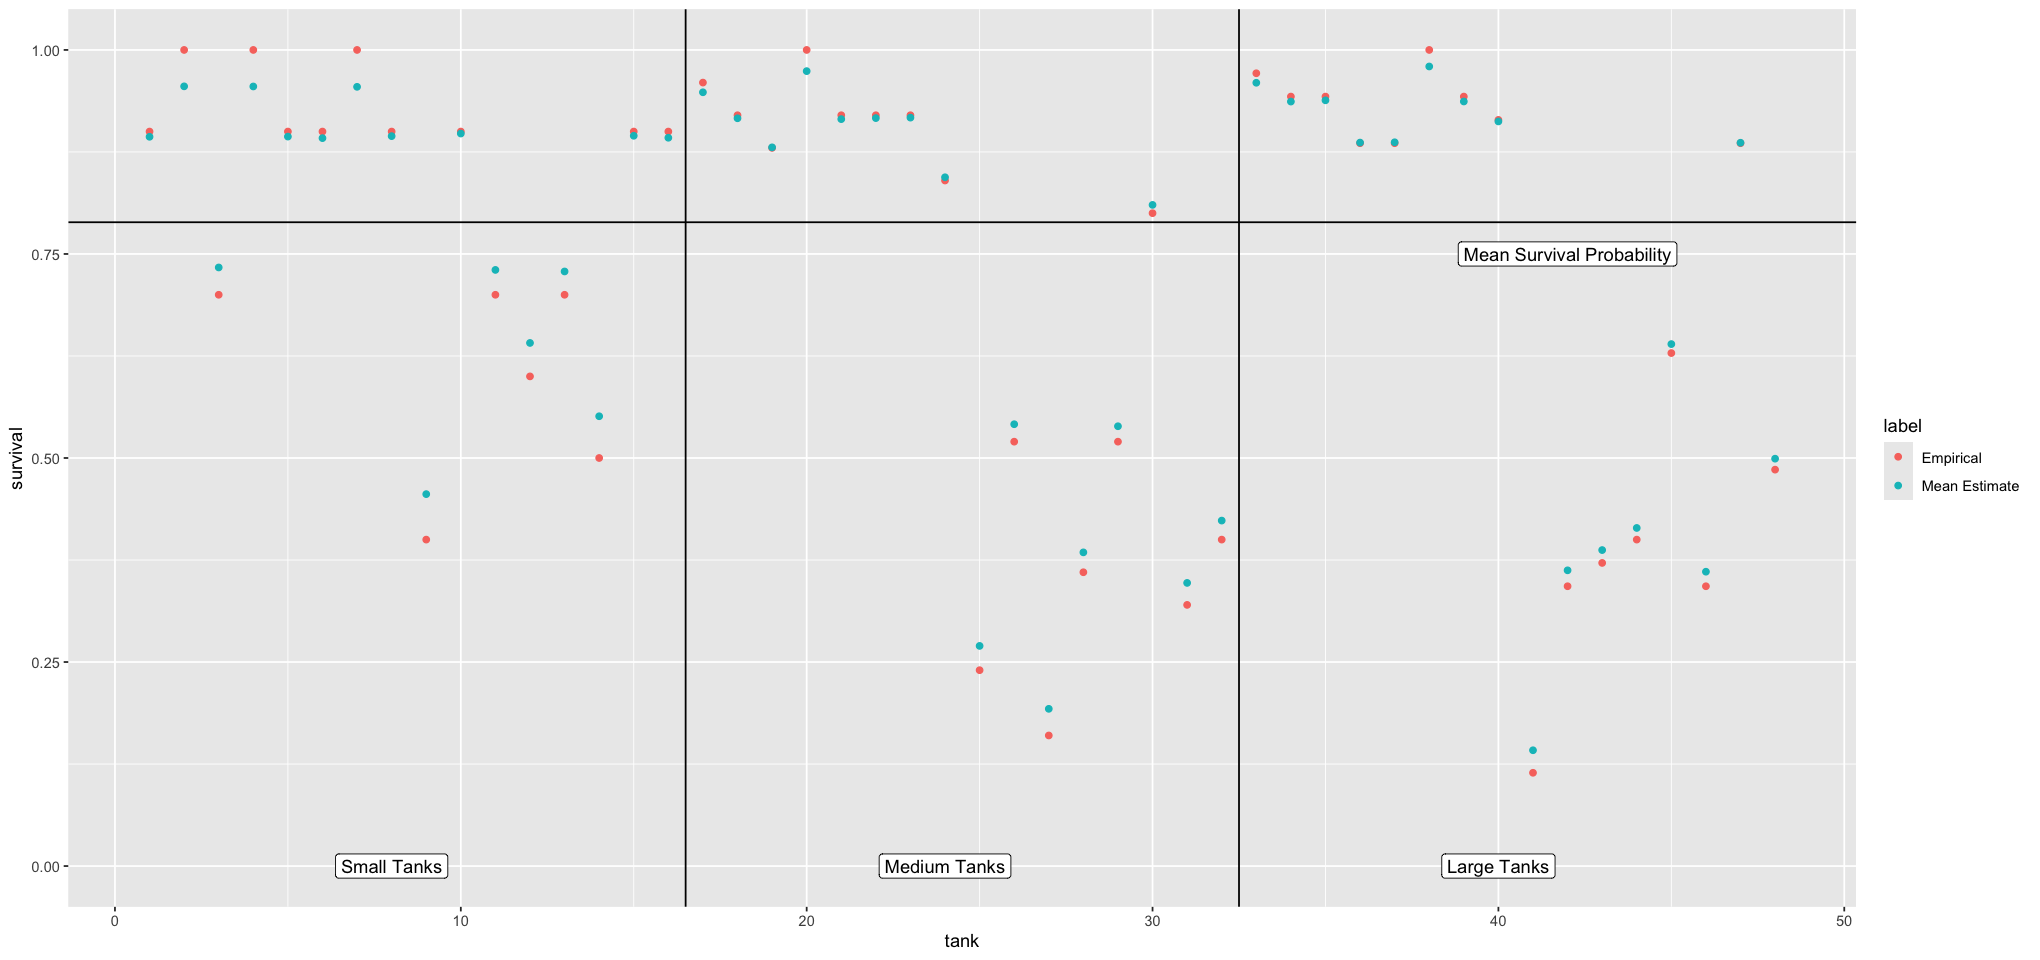 1.00
0.75
0.50
0.25
0.00
survival
Mean Survival Probability
Small Tanks
Medium Tanks
Large Tanks
0
10
20
30
40
50
tank
label
Empirical
Mean Estimate